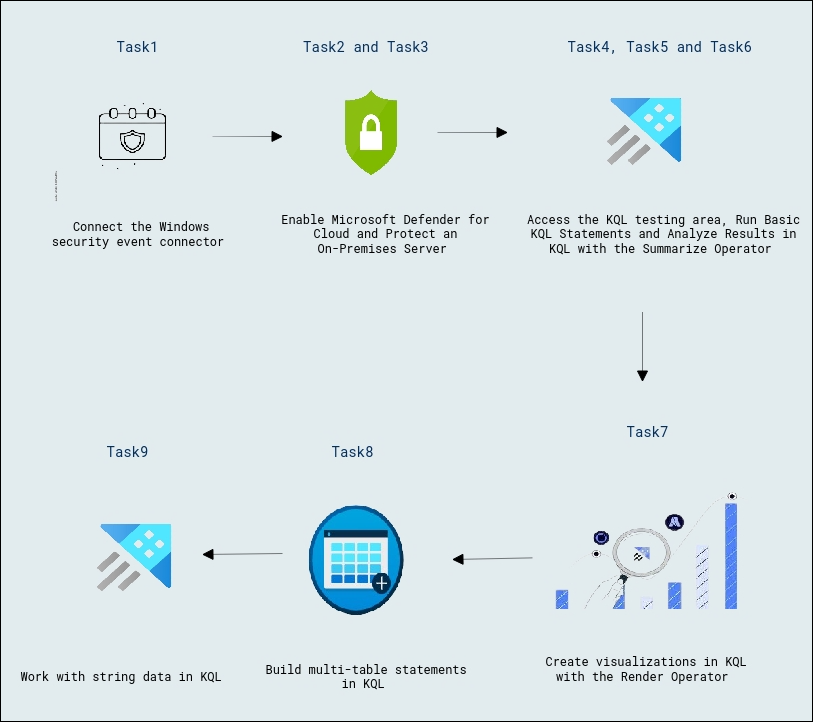 Task1
Task2 and Task3
Task4, Task5 and Task6
Connect the Windows
security event connector
Enable Microsoft Defender for
Cloud and Protect an
On-Premises Server
Access the KQL testing area, Run Basic
KQL Statements and Analyze Results in
KQL with the Summarize Operator
Task7
Task8
Task9
Create visualizations in KQL
with the Render Operator
Build multi-table statements
in KQL
Work with string data in KQL